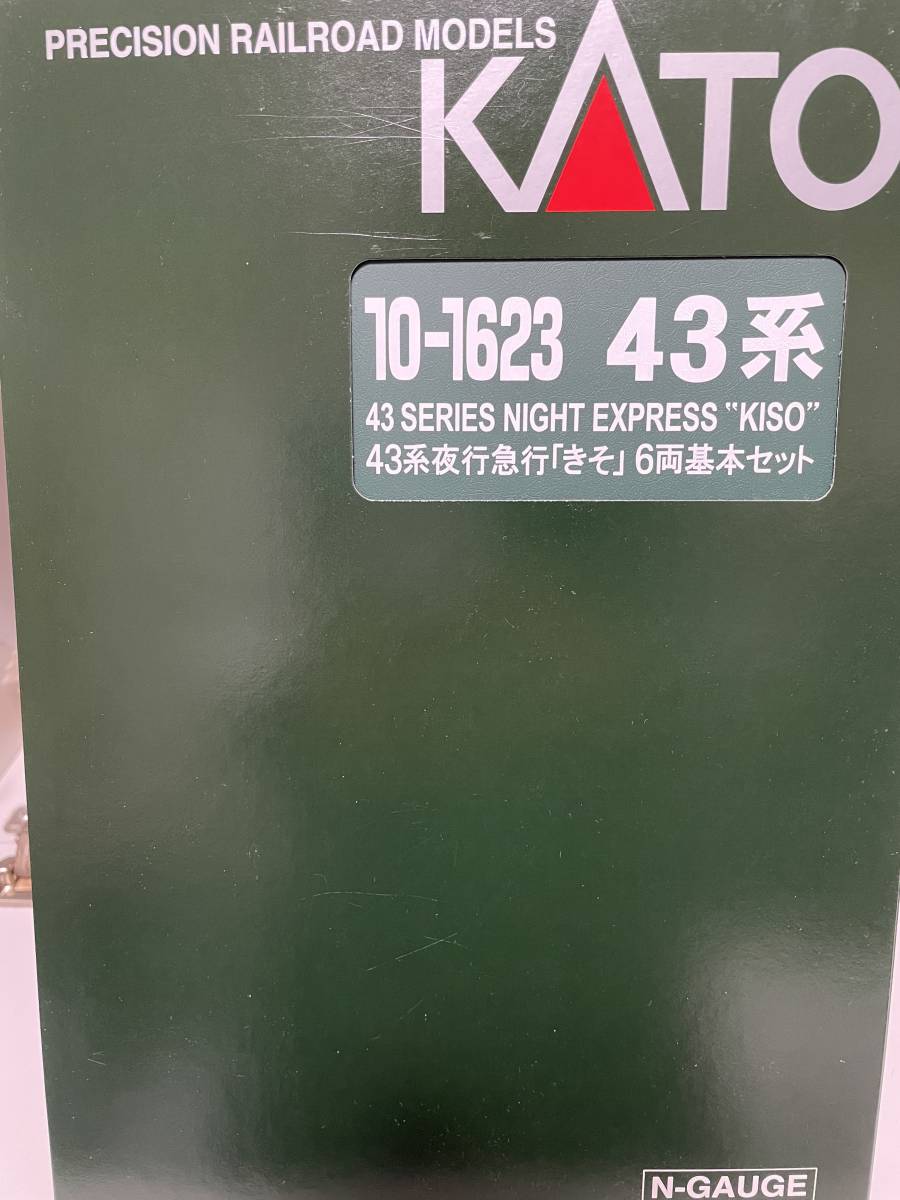 PRECISION RAILROAD MODELS
KATO
10-1623 43系
43 SERIES NIGHT EXPRESS "KISO"
43系夜行急行「きそ」6両基本セット
N-GAUGE